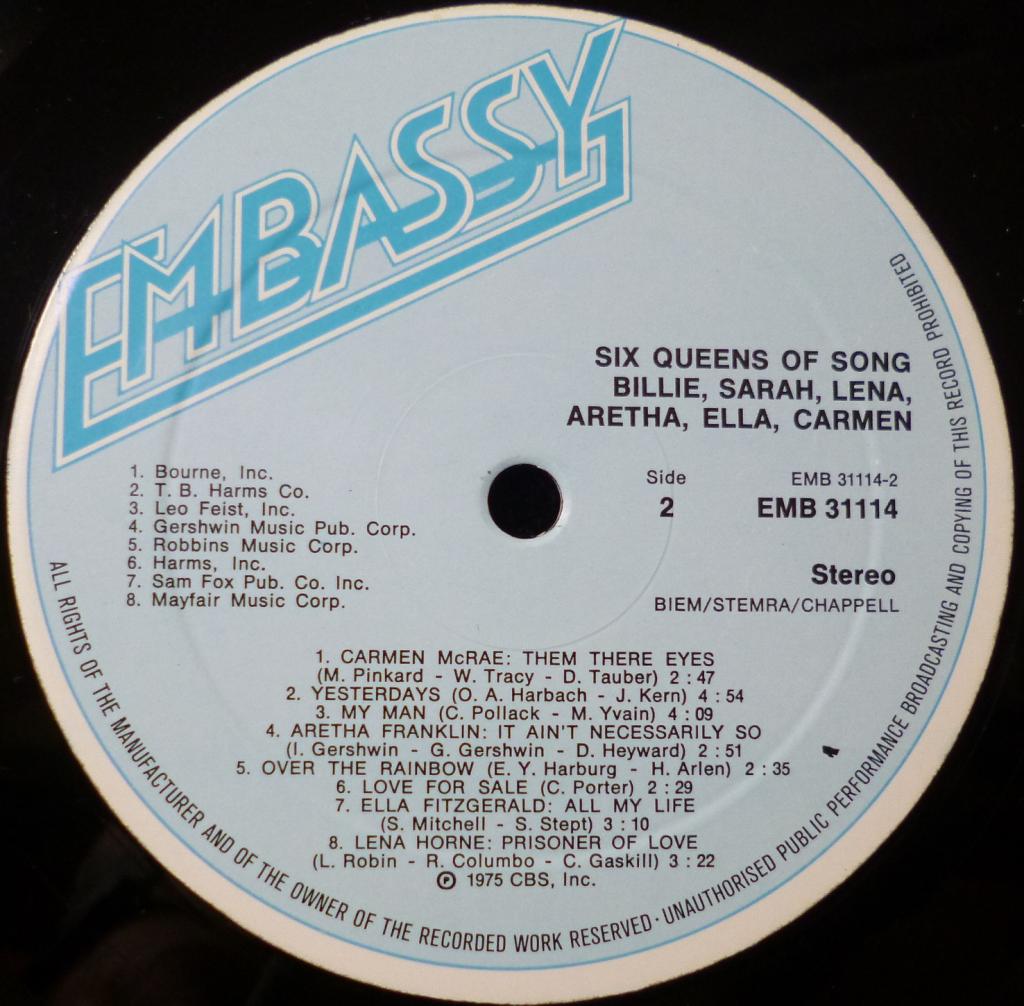 EMBASSY
SIX QUEENS OF SONG
BILLIE, SARAH, LENA,
ARETHA, ELLA, CARMEN
1. Bourne, Inc.
2. T. B. Harms Co.
3. Leo Feist, Inc.
4. Gershwin Music Pub. Corp.
5. Robbins Music Corp.
6. Harms, Inc.
7. Sam Fox Pub. Co. Inc.
8. Mayfair Music Corp.
Side
2
EMB 31114-2
EMB 31114
Stereo
BIEM/STEMRA/CHAPPELL
1. CARMEN McRAE: THEM THERE EYES
(M. Pinkard - W. Tracy - D. Tauber) 2 : 47
2. YESTERDAYS (O. A. Harbach - J. Kern) 4 : 54
3. MY MAN (C. Pollack - M. Yvain) 4 : 09
4. ARETHA FRANKLIN: IT AIN'T NECESSARILY SO
(I. Gershwin - G. Gershwin - D. Heyward) 2 : 51
5. OVER THE RAINBOW (E. Y. Harburg - H. Arlen) 2 : 35
6. LOVE FOR SALE (C. Porter) 2 : 29
7. ELLA FITZGERALD: ALL MY LIFE
(S. Mitchell - S. Stept) 3 : 10
8. LENA HORNE: PRISONER OF LOVE
(L. Robin - R. Columbo - C. Gaskill) 3 : 22
℗ 1975 CBS, Inc.
ALL RIGHTS OF THE MANUFACTURER AND OF THE OWNER OF THE RECORDED WORK RESERVED · UNAUTHORISED PUBLIC PERFORMANCE BROADCASTING AND COPYING OF THIS RECORD PROHIBITED